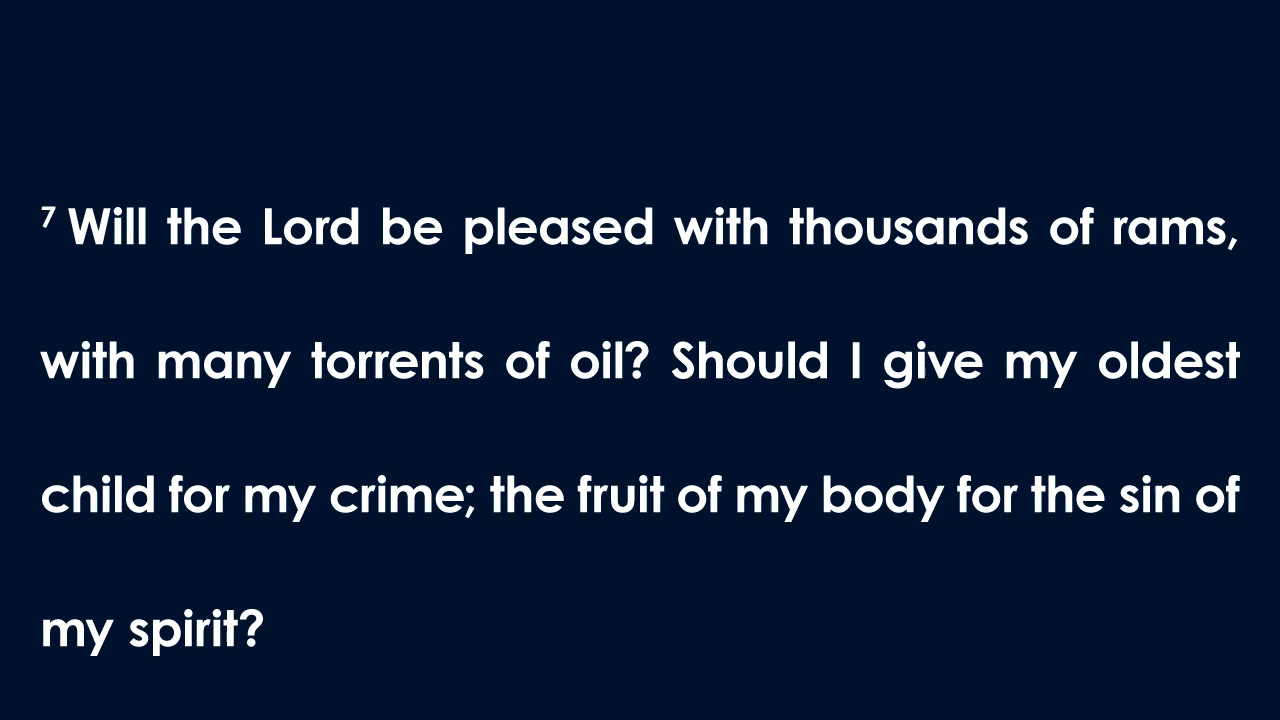 ⁷ Will the Lord be pleased with thousands of rams,
with many torrents of oil? Should I give my oldest
child for my crime; the fruit of my body for the sin of
my spirit?